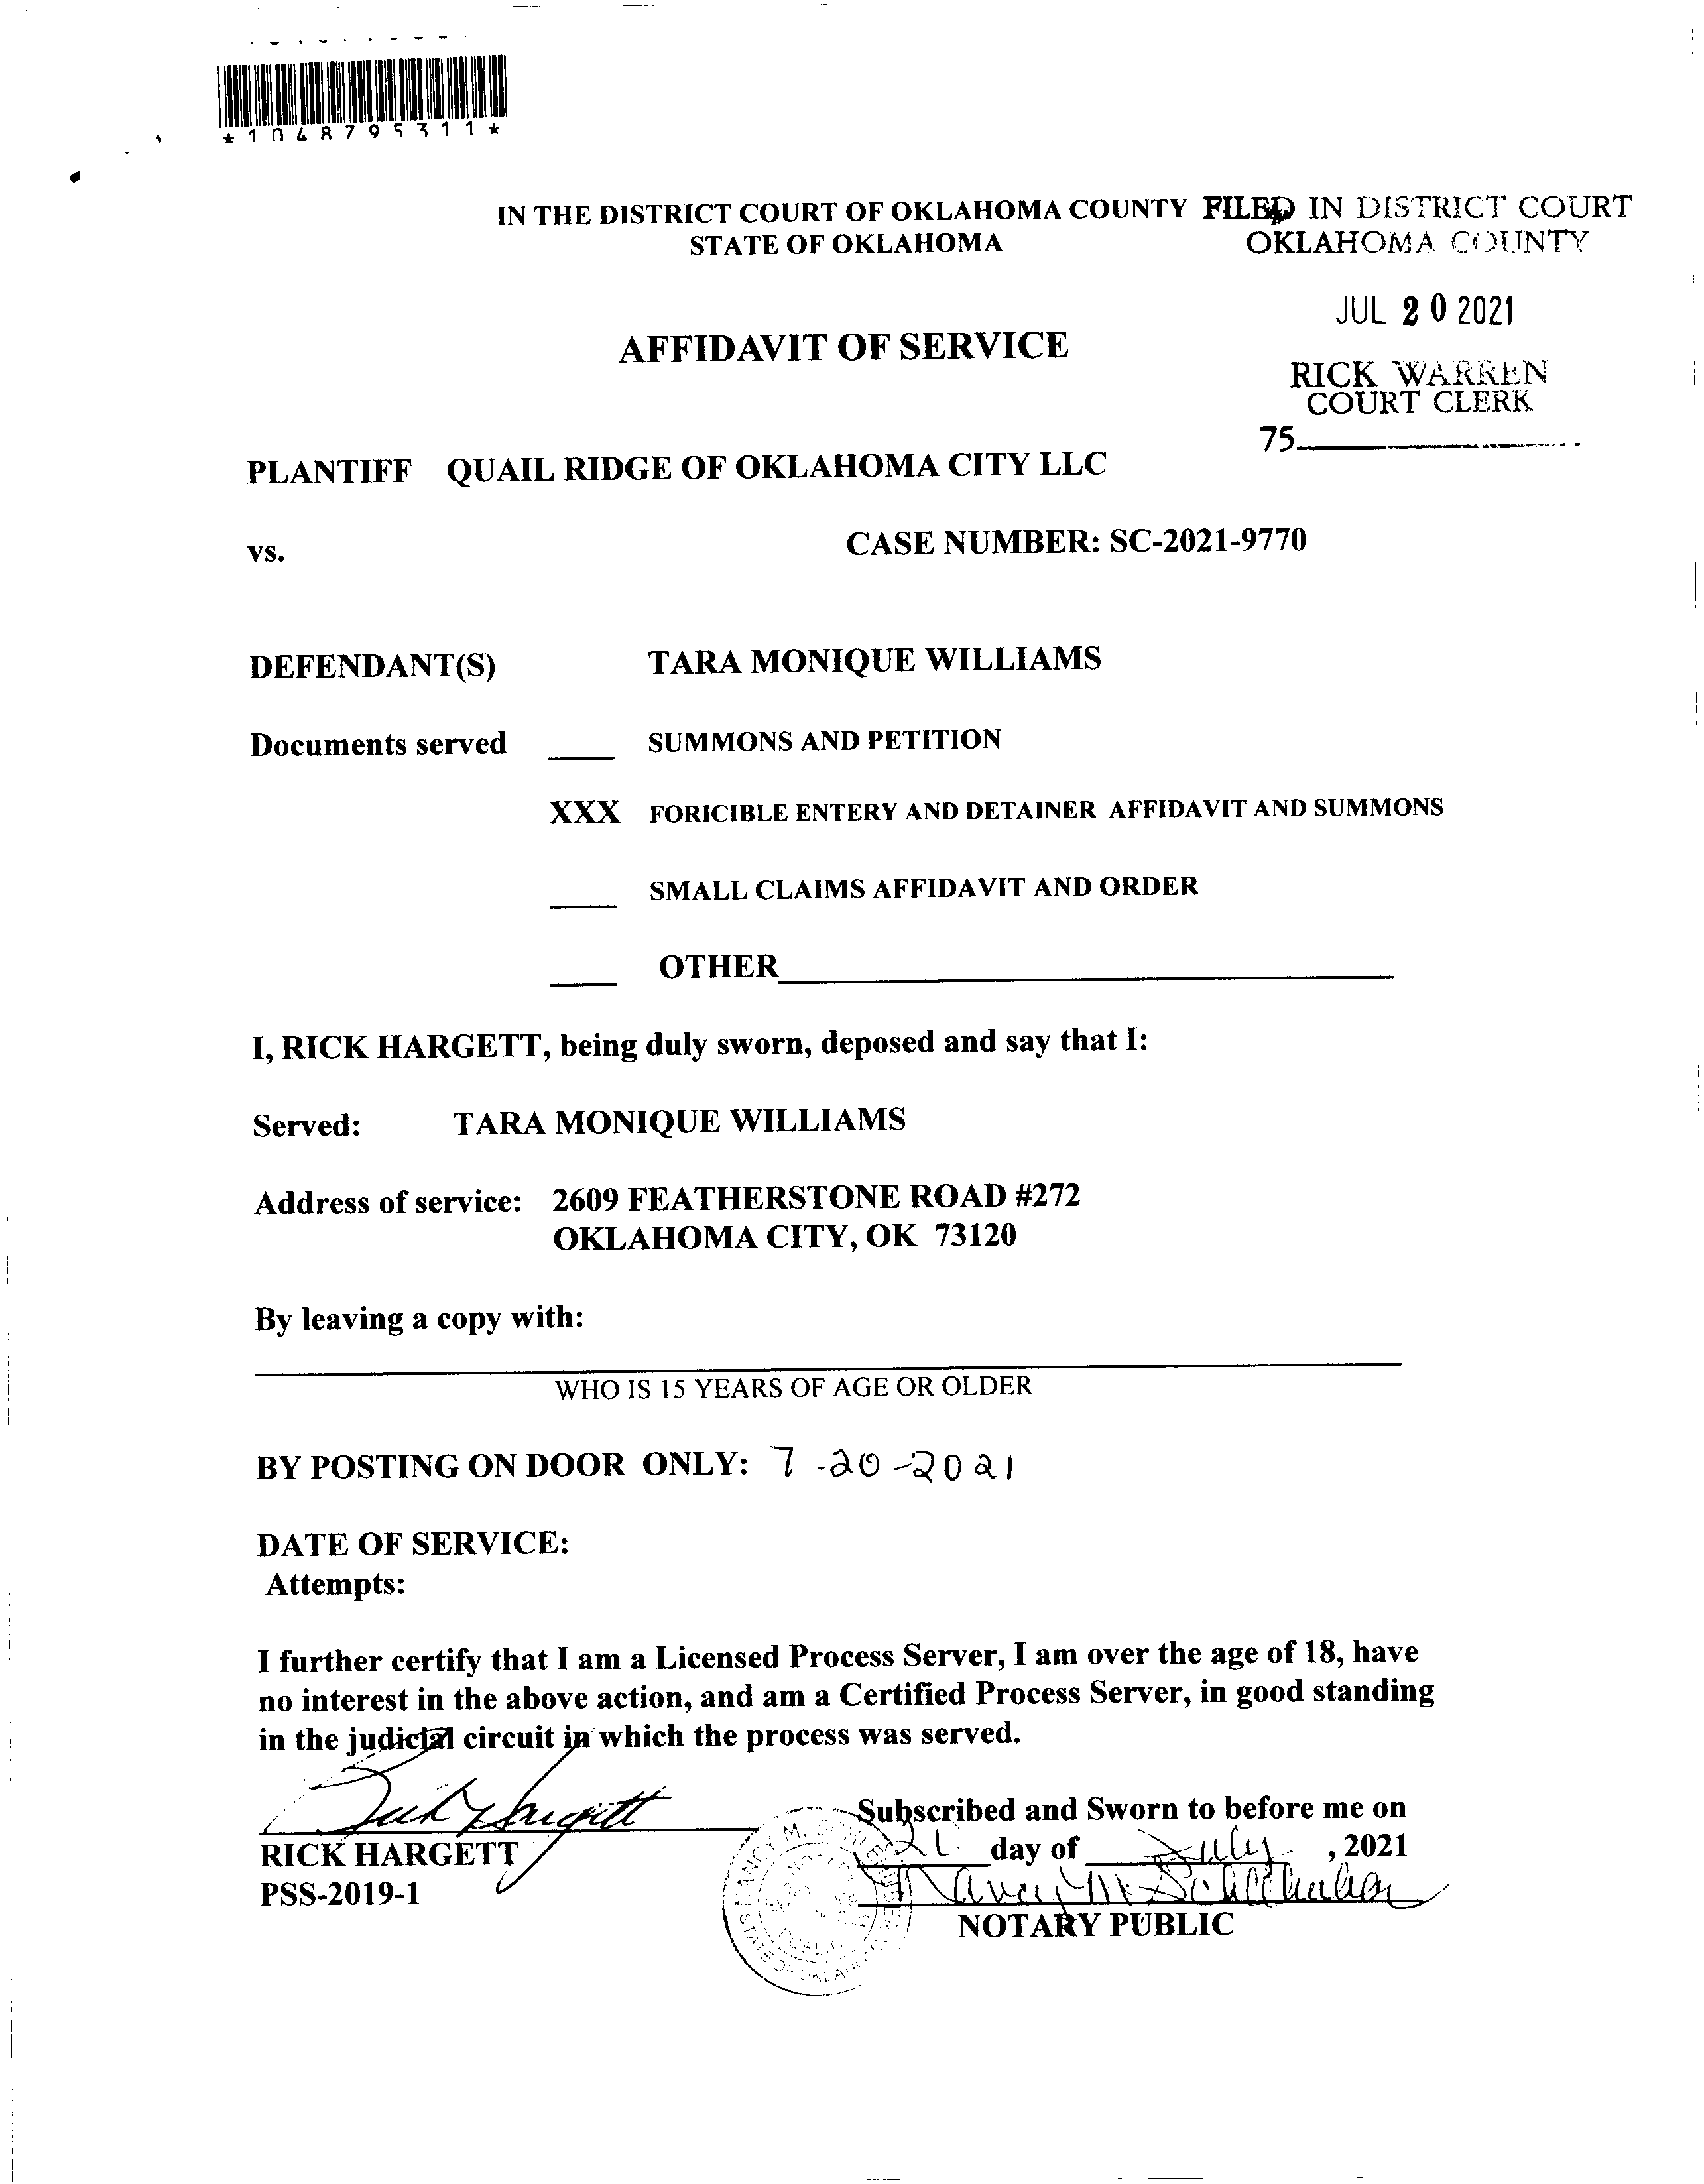 *1048795311*
IN THE DISTRICT COURT OF OKLAHOMA COUNTY
STATE OF OKLAHOMA
FILED IN DISTRICT COURT
OKLAHOMA COUNTY
JUL 20 2021
RICK WARREN
COURT CLERK
75
AFFIDAVIT OF SERVICE
PLANTIFF QUAIL RIDGE OF OKLAHOMA CITY LLC
vs. CASE NUMBER: SC-2021-9770
DEFENDANT(S) TARA MONIQUE WILLIAMS
Documents served ____ SUMMONS AND PETITION
XXX FORICIBLE ENTERY AND DETAINER AFFIDAVIT AND SUMMONS
____ SMALL CLAIMS AFFIDAVIT AND ORDER
____ OTHER____
I, RICK HARGETT, being duly sworn, deposed and say that I:
Served: TARA MONIQUE WILLIAMS
Address of service: 2609 FEATHERSTONE ROAD #272
OKLAHOMA CITY, OK 73120
By leaving a copy with:
WHO IS 15 YEARS OF AGE OR OLDER
BY POSTING ON DOOR ONLY: 7-20-2021
DATE OF SERVICE:
Attempts:
I further certify that I am a Licensed Process Server, I am over the age of 18, have
no interest in the above action, and am a Certified Process Server, in good standing
in the judicial circuit in which the process was served.
Rick Hargett
RICK HARGETT
PSS-2019-1
Subscribed and Sworn to before me on
21 day of July, 2021
Nancy M.
NOTARY PUBLIC
NANCY M.
NOTARY
PUBLIC
STATE OF OKLAHOMA